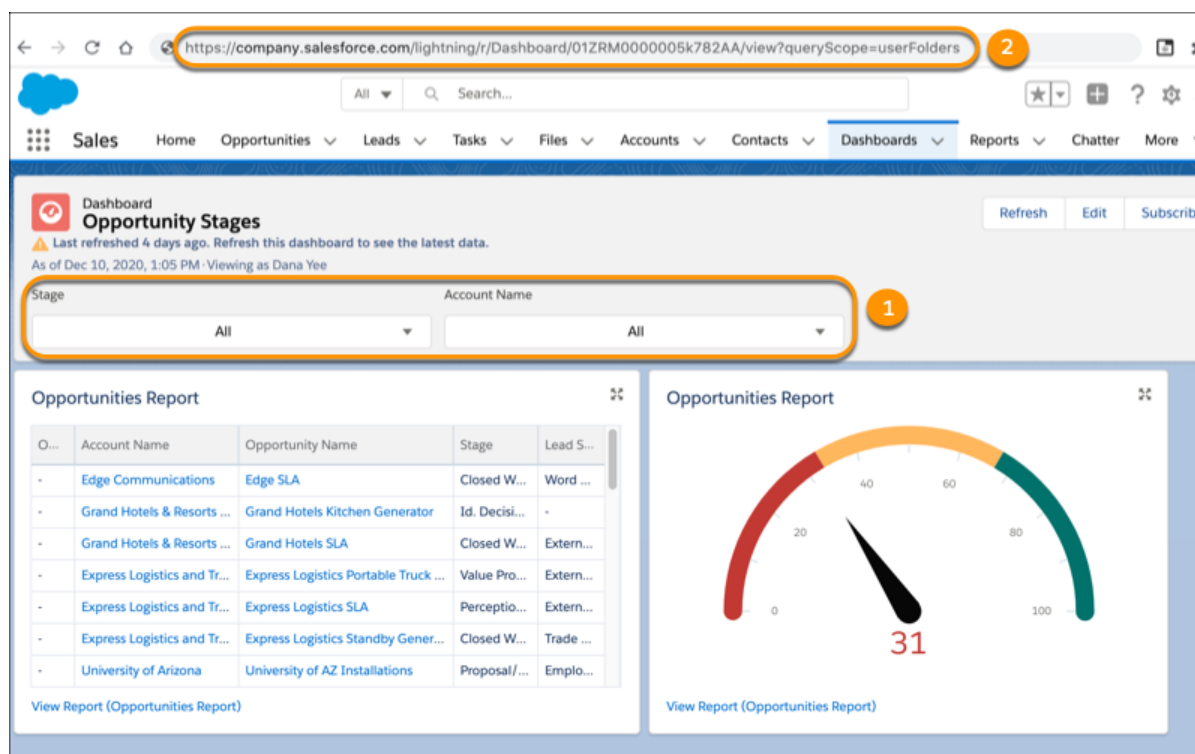 https://company.salesforce.com/lightning/r/Dashboard/01ZRM0000005k782AA/view?queryScope=userFolders
2
All
Search...
Sales Home Opportunities Leads Tasks Files Accounts Contacts Dashboards Reports Chatter More
Dashboard
Opportunity Stages
Refresh Edit Subscrib
Last refreshed 4 days ago. Refresh this dashboard to see the latest data.
As of Dec 10, 2020, 1:05 PM·Viewing as Dana Yee
Stage Account Name
1
All All
Opportunities Report
O... Account Name Opportunity Name Stage Lead S...
- Edge Communications Edge SLA Closed W... Word ...
- Grand Hotels & Resorts ... Grand Hotels Kitchen Generator Id. Decisi... -
- Grand Hotels & Resorts ... Grand Hotels SLA Closed W... Extern...
- Express Logistics and Tr... Express Logistics Portable Truck ... Value Pro... Extern...
- Express Logistics and Tr... Express Logistics SLA Perceptio... Extern...
- Express Logistics and Tr... Express Logistics Standby Gener... Closed W... Trade ...
- University of Arizona University of AZ Installations Proposal/... Emplo...
View Report (Opportunities Report)
Opportunities Report
40 60
20 80
0 100
31
View Report (Opportunities Report)